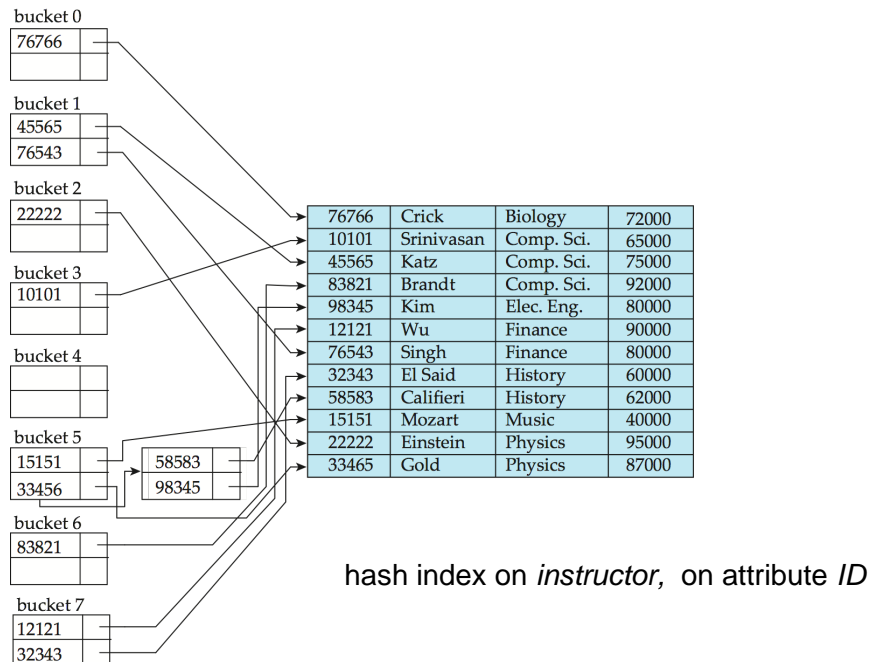 bucket 0
76766
bucket 1
45565
76543
bucket 2
22222
bucket 3
10101
bucket 4
bucket 5
15151
33456
58583
98345
bucket 6
83821
bucket 7
12121
32343
76766 Crick Biology 72000
10101 Srinivasan Comp. Sci. 65000
45565 Katz Comp. Sci. 75000
83821 Brandt Comp. Sci. 92000
98345 Kim Elec. Eng. 80000
12121 Wu Finance 90000
76543 Singh Finance 80000
32343 El Said History 60000
58583 Califieri History 62000
15151 Mozart Music 40000
22222 Einstein Physics 95000
33465 Gold Physics 87000
hash index on instructor, on attribute ID